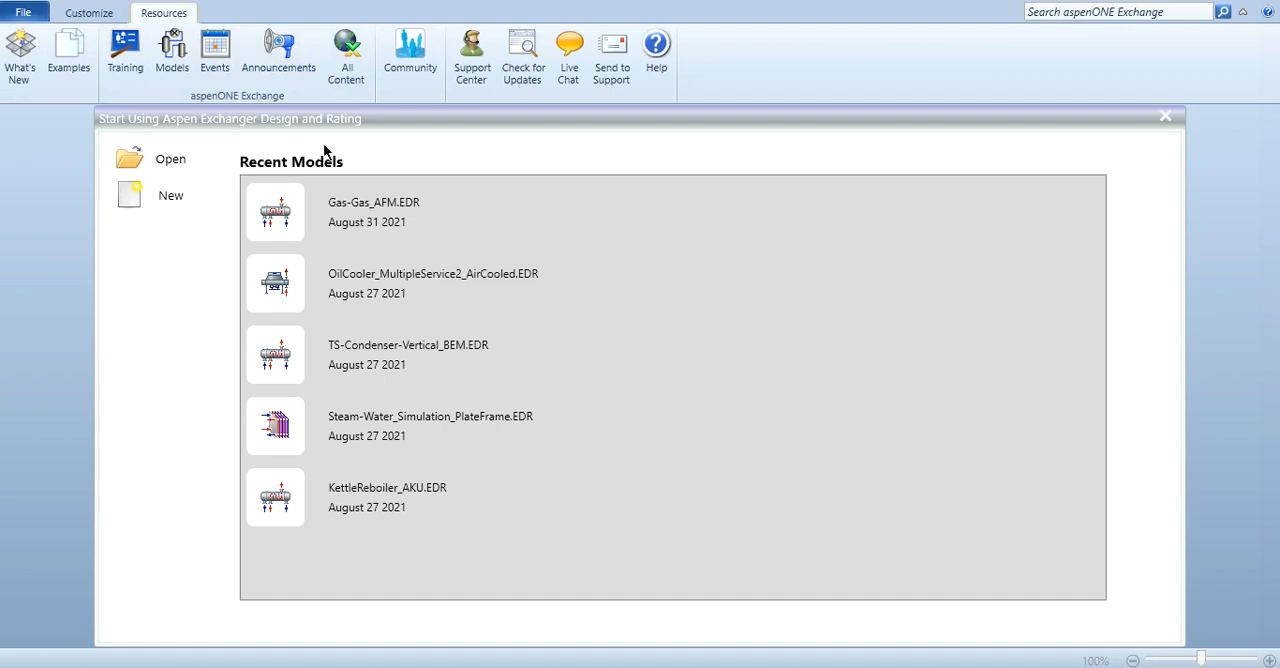 File
Customize
Resources
Search aspenONE Exchange
What's
New
Examples
Training
Models
Events
Announcements
All
Content
aspenONE Exchange
Community
Support
Center
Check for
Updates
Live
Chat
Send to
Support
Help
Start Using Aspen Exchanger Design and Rating
Open
New
Recent Models
Gas-Gas_AFM.EDR
August 31 2021
OilCooler_MultipleService2_AirCooled.EDR
August 27 2021
TS-Condenser-Vertical_BEM.EDR
August 27 2021
Steam-Water_Simulation_PlateFrame.EDR
August 27 2021
KettleReboiler_AKU.EDR
August 27 2021
100%